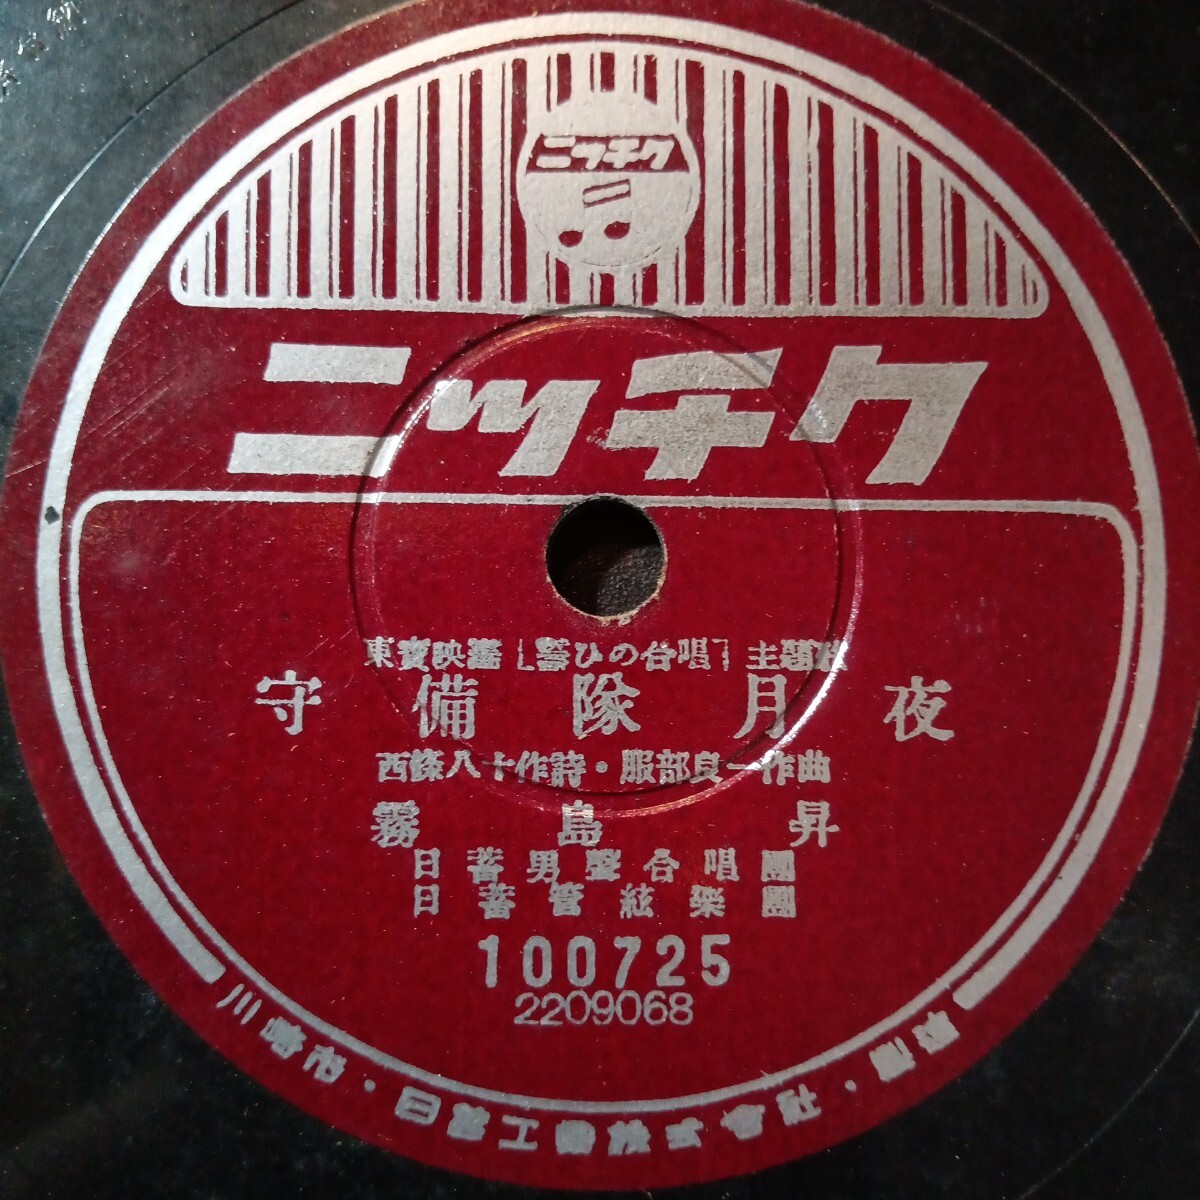 ニッチク
ニッチク
東寳映畫「誓ひの合唱」主題歌
守備隊月夜
西條八十作詩・服部良一作曲
霧島昇
日蓄男聲合唱團
日蓄管絃樂團
100725
2209068
川崎市・日蓄工業株式會社・謹製